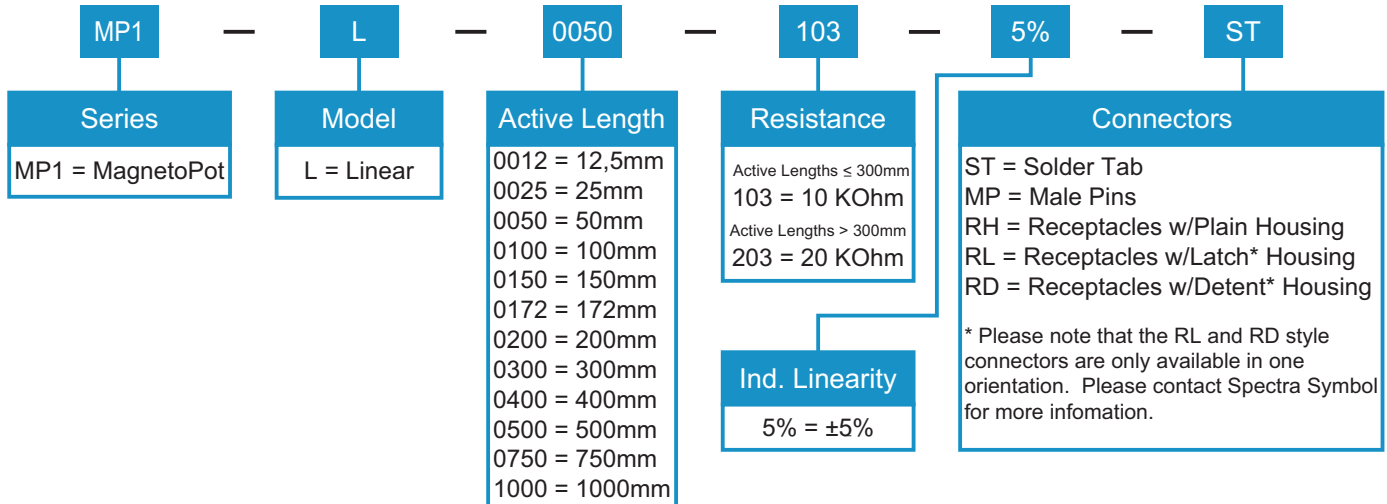 MP1 — L — 0050 — 103 — 5% — ST
Series
MP1 = MagnetoPot
Model
L = Linear
Active Length
0012 = 12,5mm
0025 = 25mm
0050 = 50mm
0100 = 100mm
0150 = 150mm
0172 = 172mm
0200 = 200mm
0300 = 300mm
0400 = 400mm
0500 = 500mm
0750 = 750mm
1000 = 1000mm
Resistance
Active Lengths ≤ 300mm
103 = 10 KOhm
Active Lengths > 300mm
203 = 20 KOhm
Ind. Linearity
5% = ±5%
Connectors
ST = Solder Tab
MP = Male Pins
RH = Receptacles w/Plain Housing
RL = Receptacles w/Latch* Housing
RD = Receptacles w/Detent* Housing
* Please note that the RL and RD style
connectors are only available in one
orientation. Please contact Spectra Symbol
for more infomation.